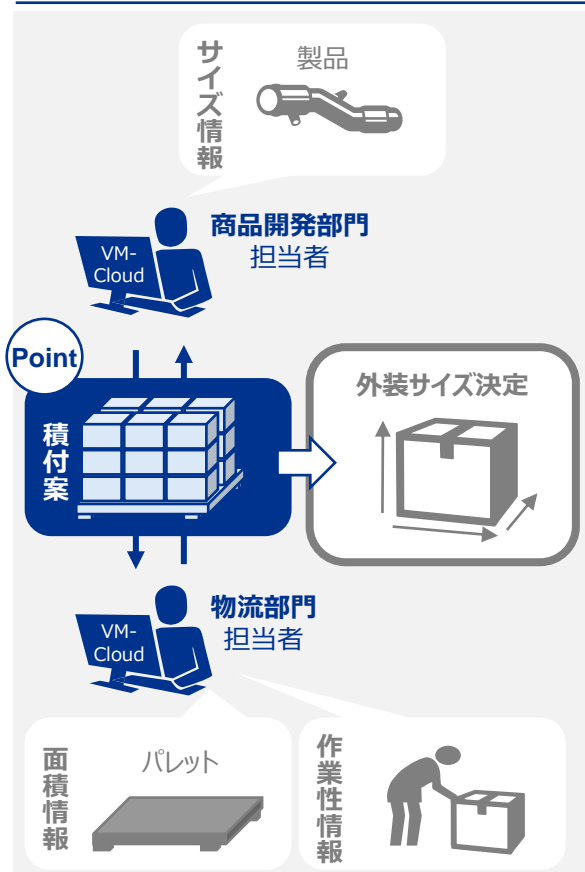 サイズ情報
製品
VM-
Cloud
商品開発部門
担当者
Point
積付案
外装サイズ決定
VM-
Cloud
物流部門
担当者
面積情報
パレット
作業性情報